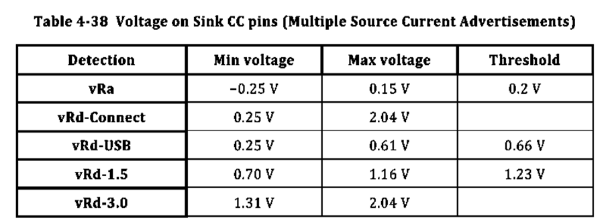 Table 4-38 Voltage on Sink CC pins (Multiple Source Current Advertisements)
Detection Min voltage Max voltage Threshold
vRa −0.25 V 0.15 V 0.2 V
vRd-Connect 0.25 V 2.04 V
vRd-USB 0.25 V 0.61 V 0.66 V
vRd-1.5 0.70 V 1.16 V 1.23 V
vRd-3.0 1.31 V 2.04 V